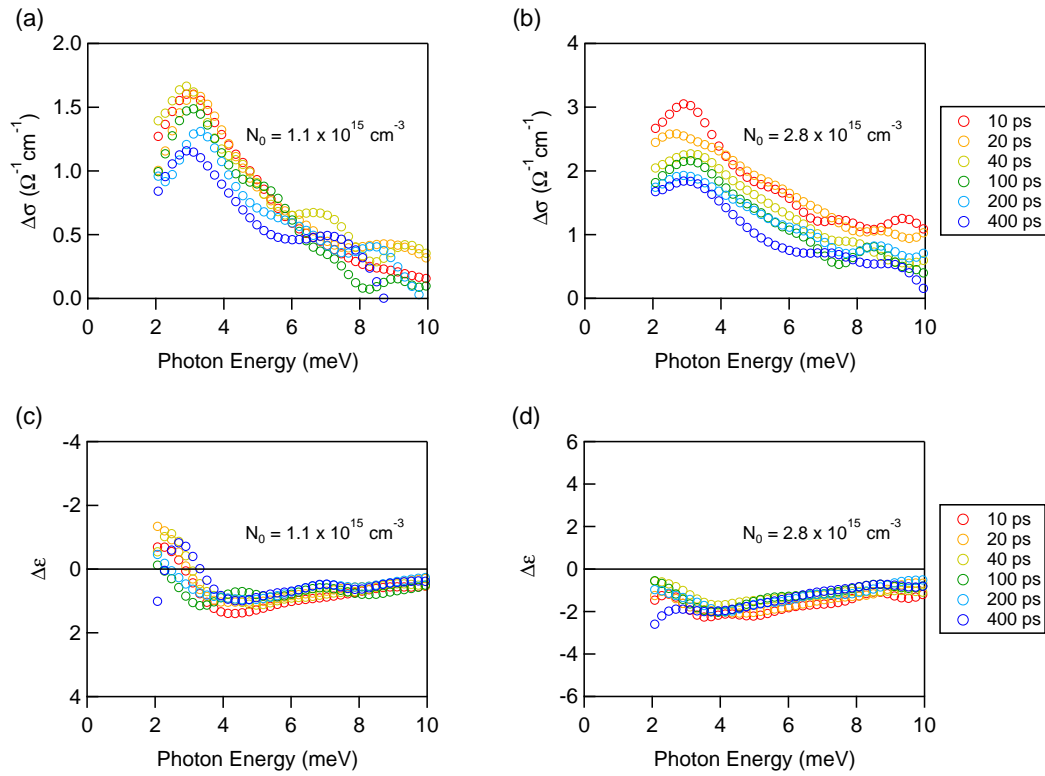 (a)
2.0
1.5
1.0
0.5
0.0
Δσ (Ω⁻¹ cm⁻¹)
N₀ = 1.1 x 10¹⁵ cm⁻³
0 2 4 6 8 10
Photon Energy (meV)
(b)
4
3
2
1
0
Δσ (Ω⁻¹ cm⁻¹)
N₀ = 2.8 x 10¹⁵ cm⁻³
0 2 4 6 8 10
Photon Energy (meV)
10 ps
20 ps
40 ps
100 ps
200 ps
400 ps
(c)
-4
-2
0
2
4
Δε
N₀ = 1.1 x 10¹⁵ cm⁻³
0 2 4 6 8 10
Photon Energy (meV)
(d)
6
4
2
0
-2
-4
-6
Δε
N₀ = 2.8 x 10¹⁵ cm⁻³
0 2 4 6 8 10
Photon Energy (meV)
10 ps
20 ps
40 ps
100 ps
200 ps
400 ps